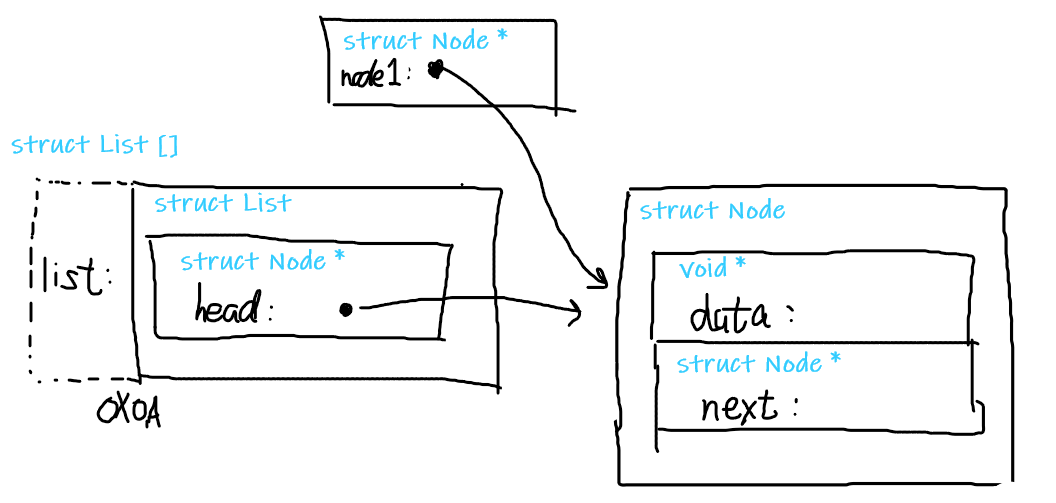 struct Node *
node1:
struct List []
struct List
struct Node *
list:
head:
0X0A
struct Node
void *
data :
struct Node *
next :